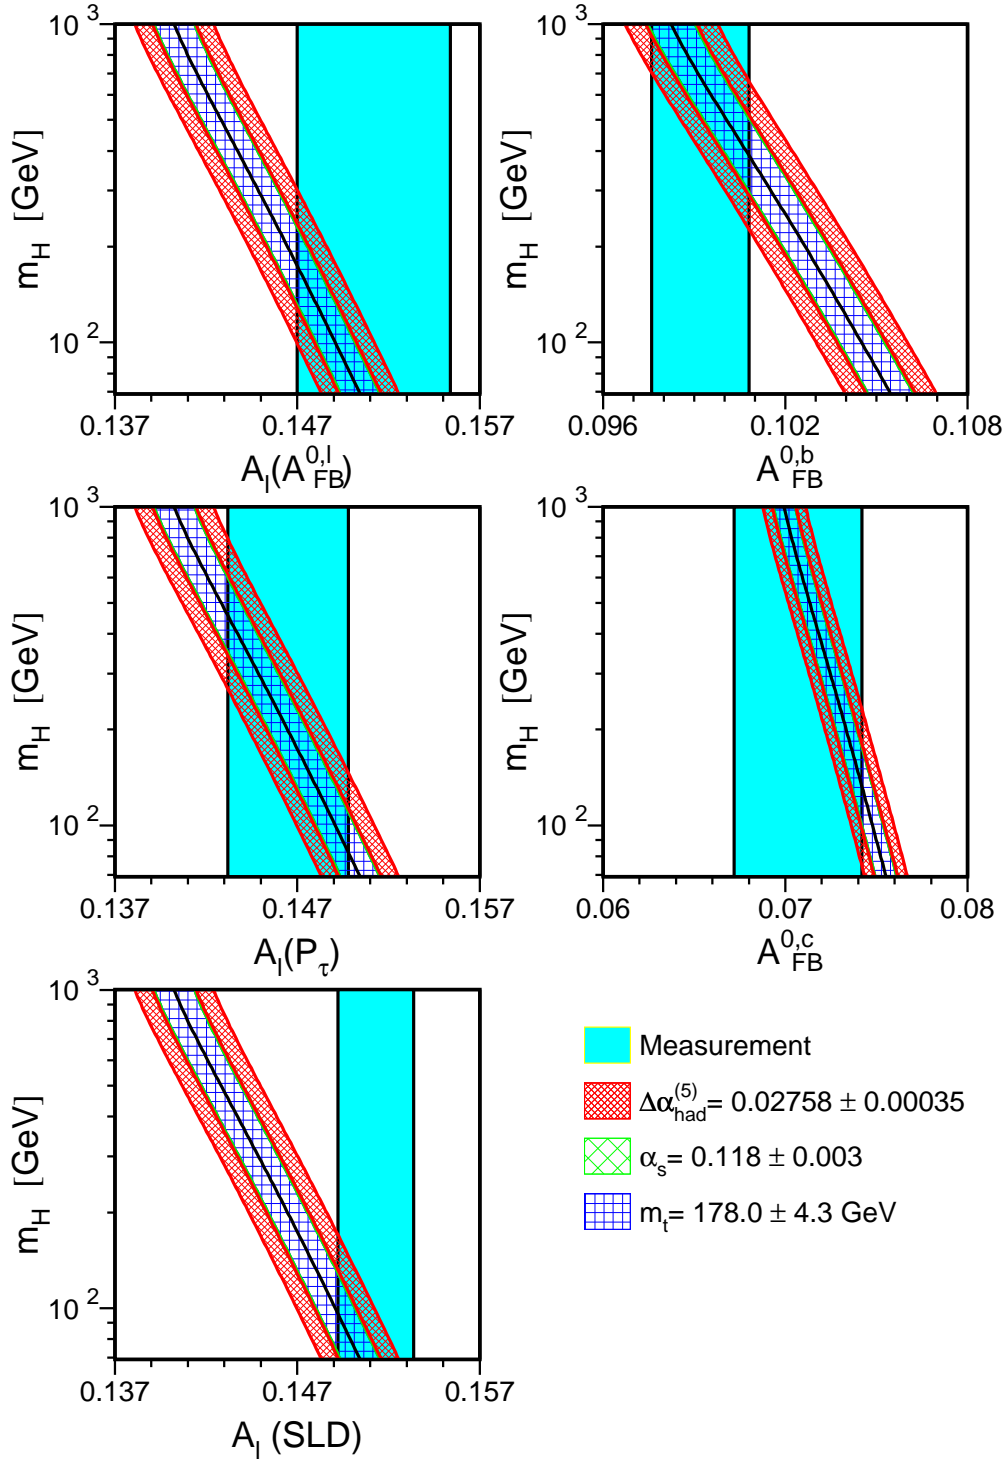 10³
10²
m_H [GeV]
0.137 0.147 0.157
A_l(A^{0,l}_{FB})
10³
10²
m_H [GeV]
0.096 0.102 0.108
A^{0,b}_{FB}
10³
10²
m_H [GeV]
0.137 0.147 0.157
A_l(P_τ)
10³
10²
m_H [GeV]
0.06 0.07 0.08
A^{0,c}_{FB}
10³
10²
m_H [GeV]
0.137 0.147 0.157
A_l (SLD)
Measurement
Δα^{(5)}_{had}= 0.02758 ± 0.00035
α_s= 0.118 ± 0.003
m_t= 178.0 ± 4.3 GeV